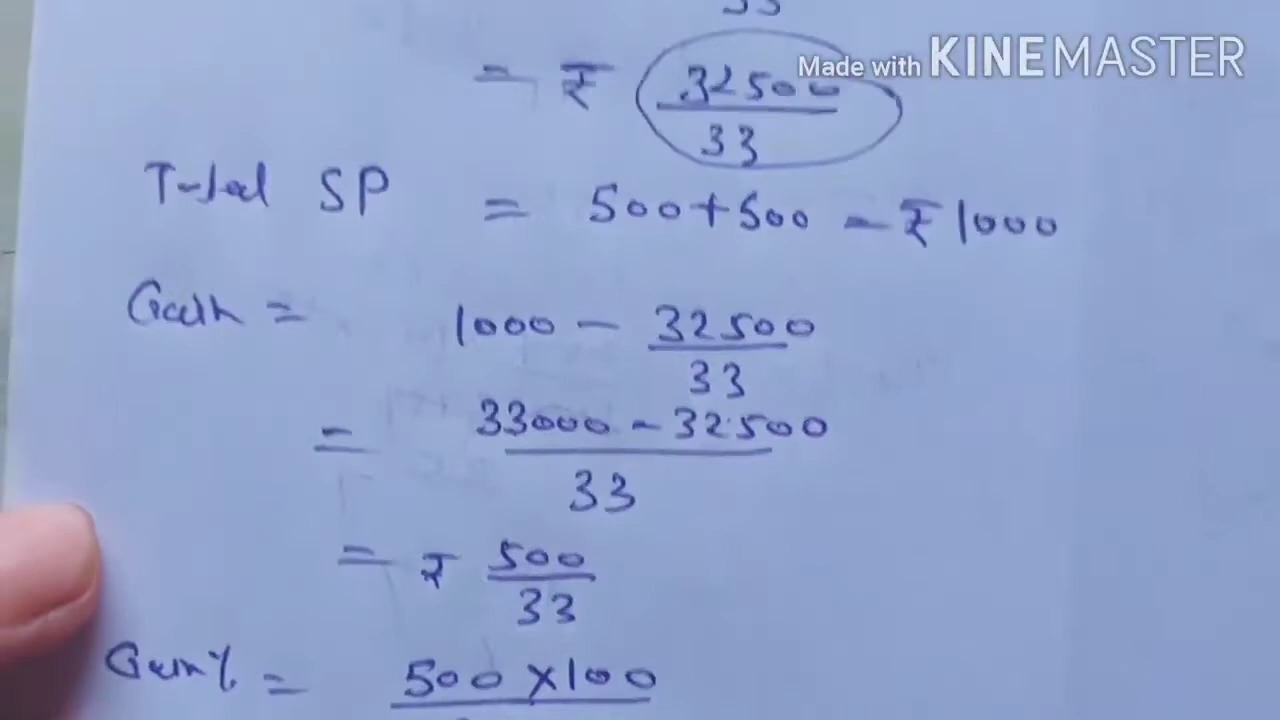 33
= ₹ 32500/33
Made with KINEMASTER
Total SP = 500+500 = ₹1000
Gain = 1000 - 32500/33
= 33000-32500/33
= ₹ 500/33
Gain% = 500×100